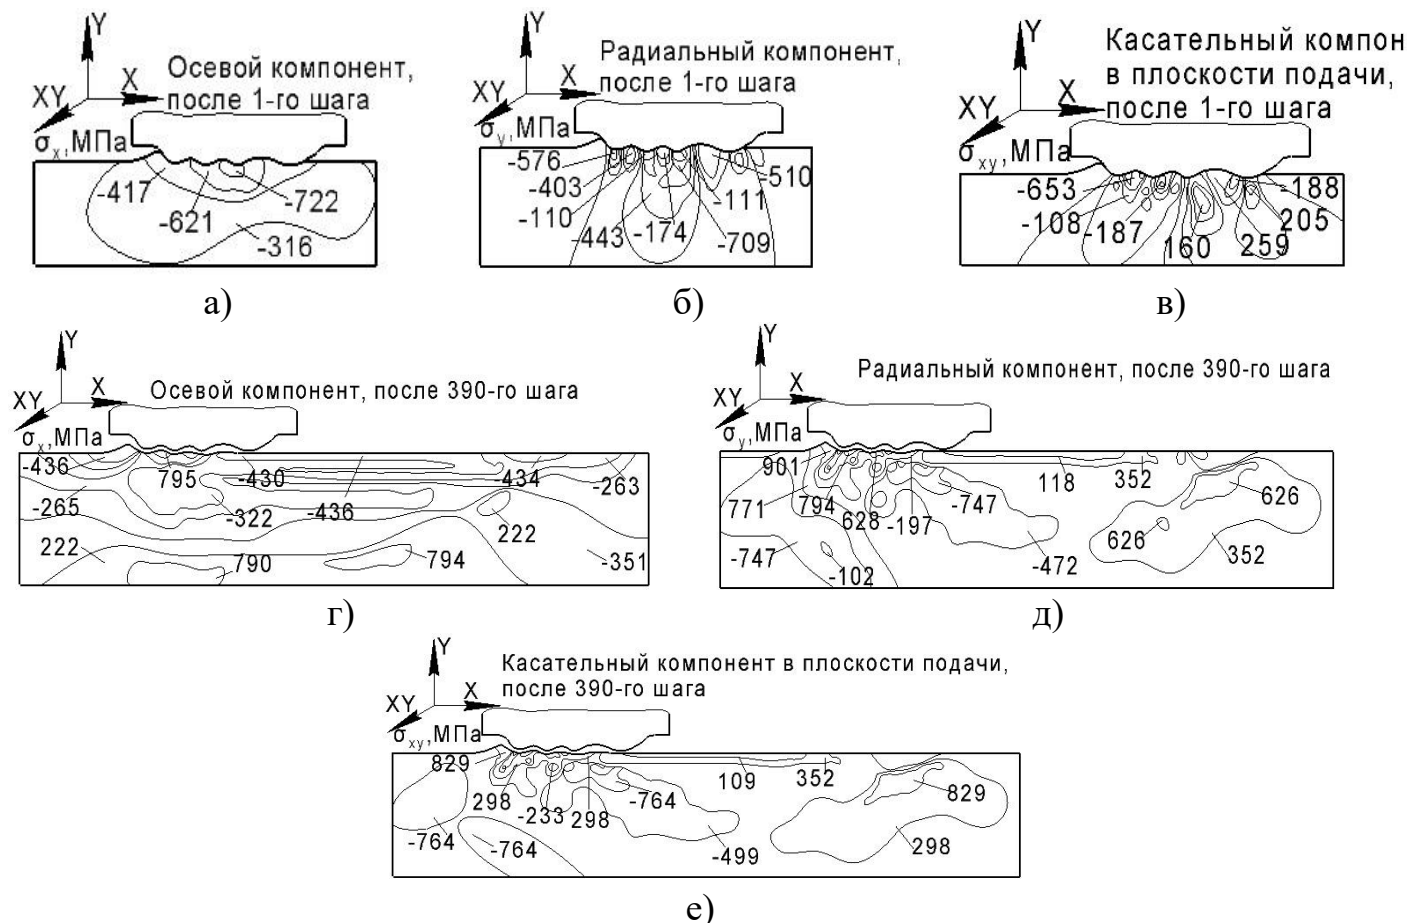 Y
Осевой компонент,
после 1-го шага
X
XY
σx,МПа
-417
-621
-722
-316
а)
Y
Радиальный компонент,
после 1-го шага
X
XY
σy,МПа
-576
-403
-110
-443
-174
-709
-111
-510
б)
Y
Касательный компон
в плоскости подачи,
после 1-го шага
X
XY
σxy,МПа
-653
-108
-187
160
259
205
-188
в)
Y
Осевой компонент, после 390-го шага
X
XY
σx,МПа
-436
795
-430
-434
-263
-265
-322
-436
222
222
790
794
-351
г)
Y
Радиальный компонент, после 390-го шага
X
XY
σy,МПа
901
771
794
628
-197
-747
118
352
626
626
352
-747
-102
-472
д)
Y
Касательный компонент в плоскости подачи,
после 390-го шага
X
XY
σxy,МПа
829
298
-233
298
-764
109
352
829
-764
-764
-499
298
е)